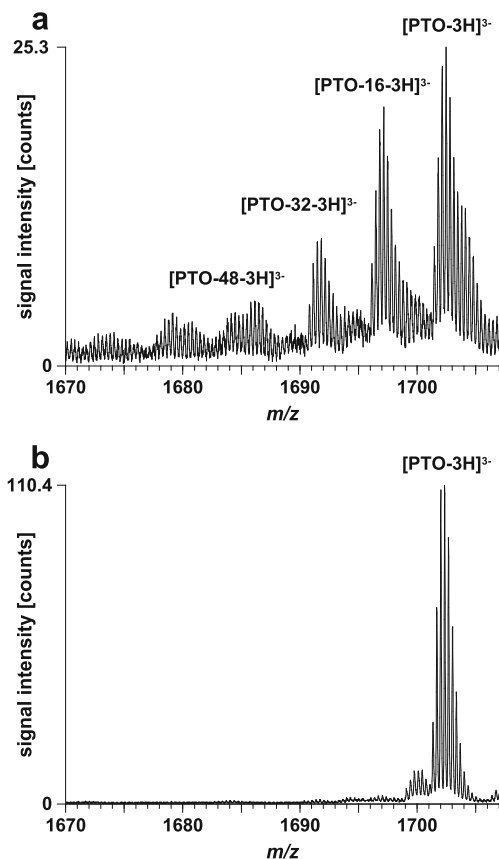 a
[PTO-3H]3-
25.3
[PTO-16-3H]3-
[PTO-32-3H]3-
[PTO-48-3H]3-
signal intensity [counts]
0
1670 1680 1690 1700
m/z
b
[PTO-3H]3-
110.4
signal intensity [counts]
0
1670 1680 1690 1700
m/z